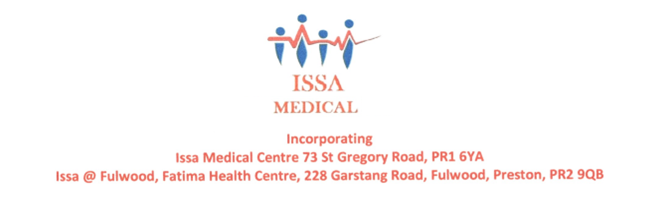 ISSA
MEDICAL
Incorporating
Issa Medical Centre 73 St Gregory Road, PR1 6YA
Issa @ Fulwood, Fatima Health Centre, 228 Garstang Road, Fulwood, Preston, PR2 9QB